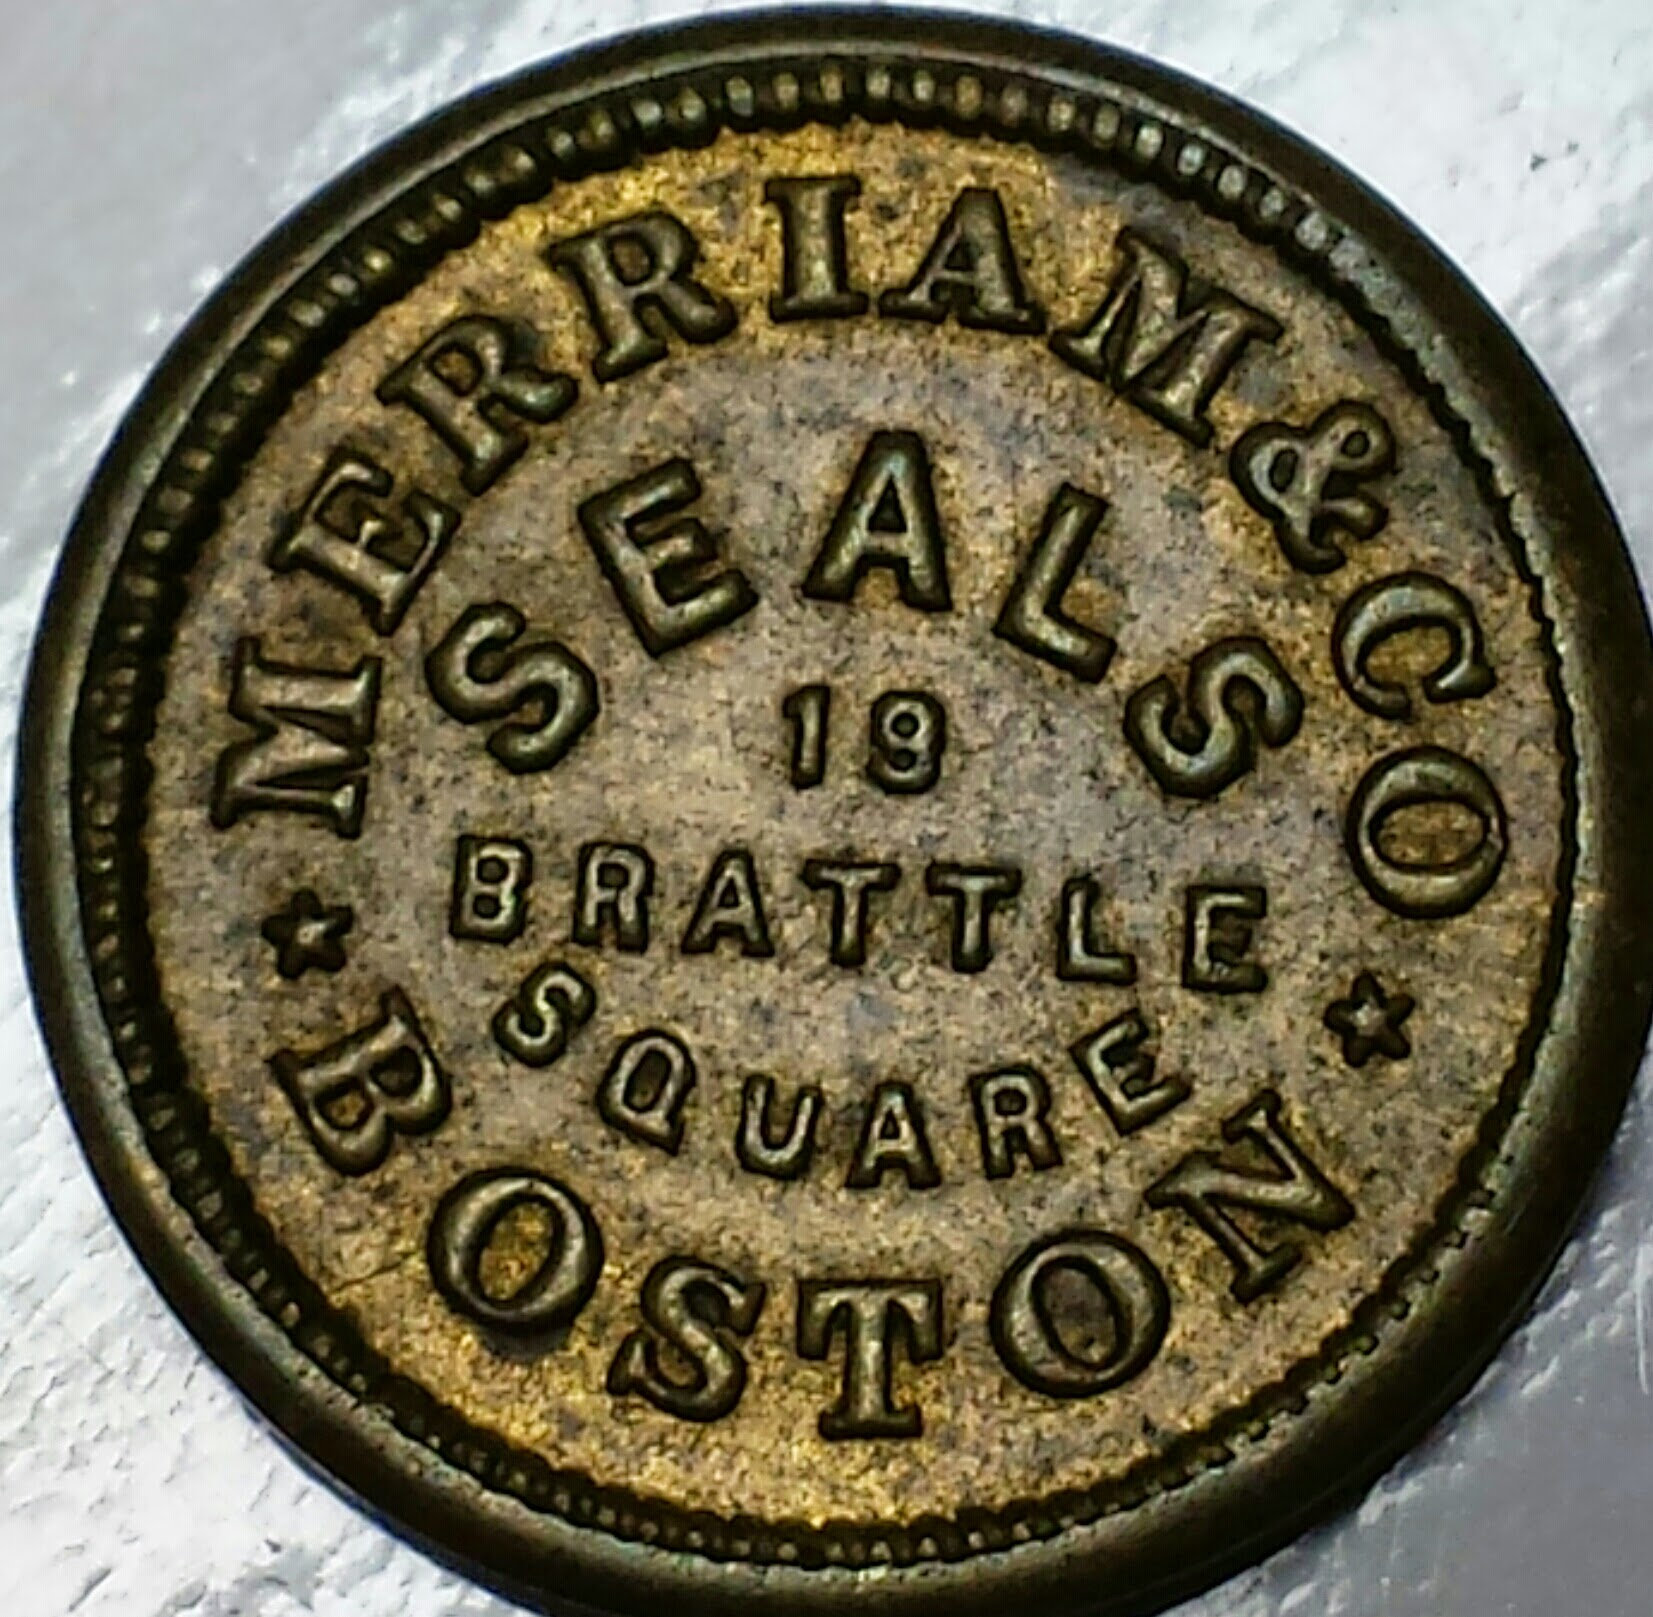 MERRIAM & CO
SEALS
19
BRATTLE
SQUARE
BOSTON